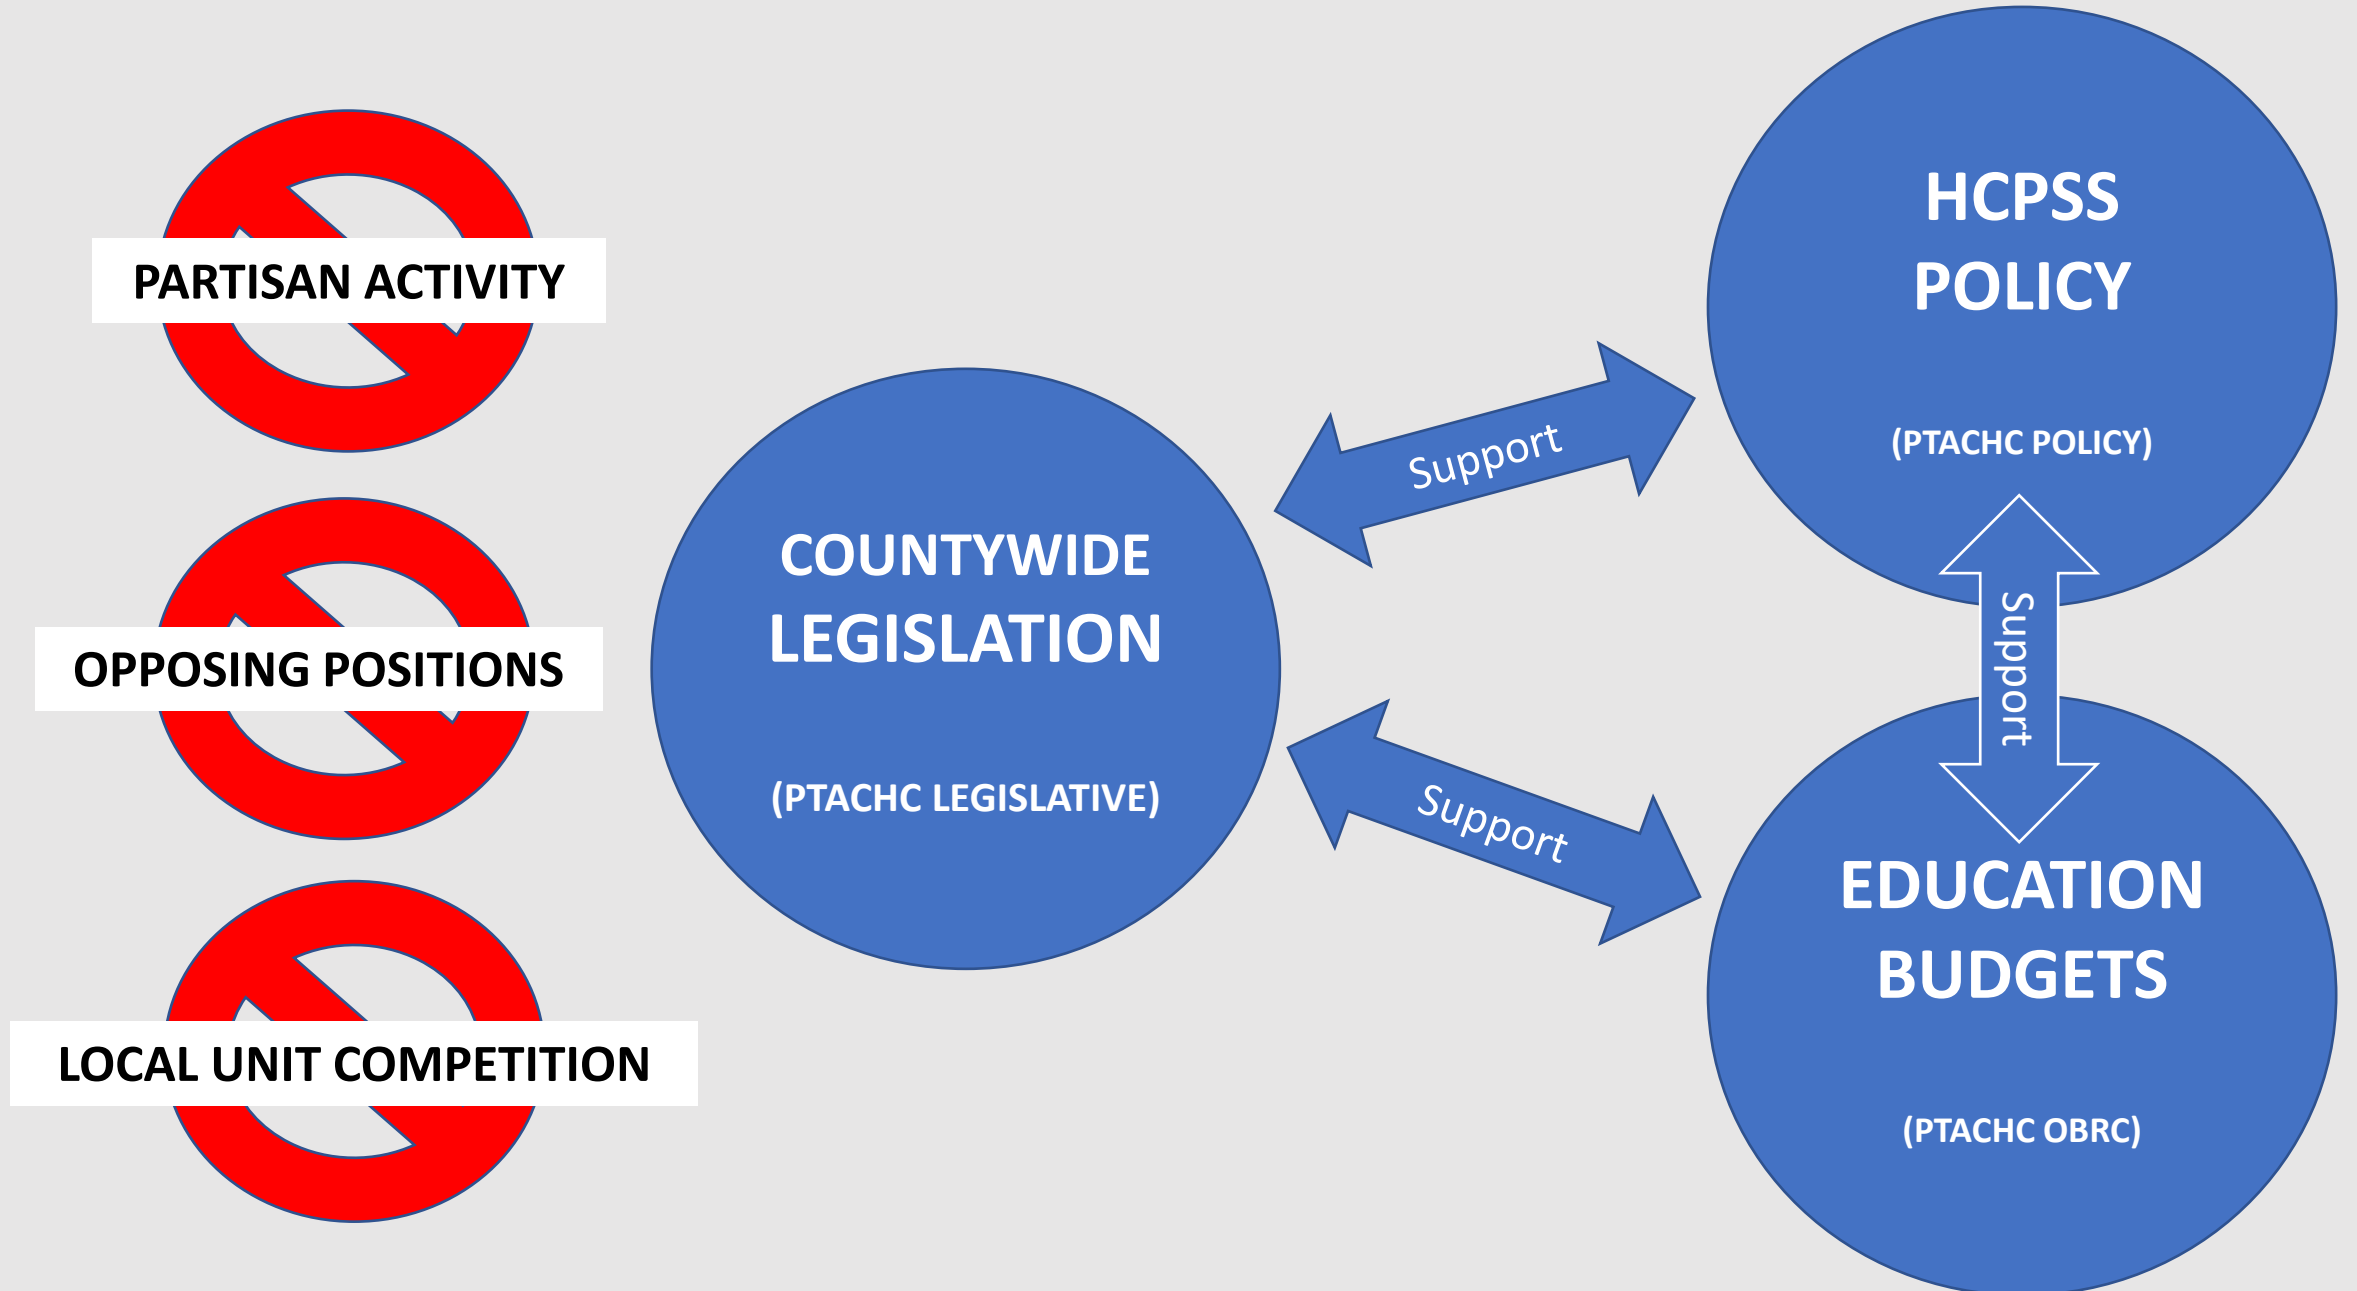 PARTISAN ACTIVITY
OPPOSING POSITIONS
LOCAL UNIT COMPETITION
COUNTYWIDE
LEGISLATION
(PTACHC LEGISLATIVE)
Support
Support
HCPSS
POLICY
(PTACHC POLICY)
Support
EDUCATION
BUDGETS
(PTACHC OBRC)